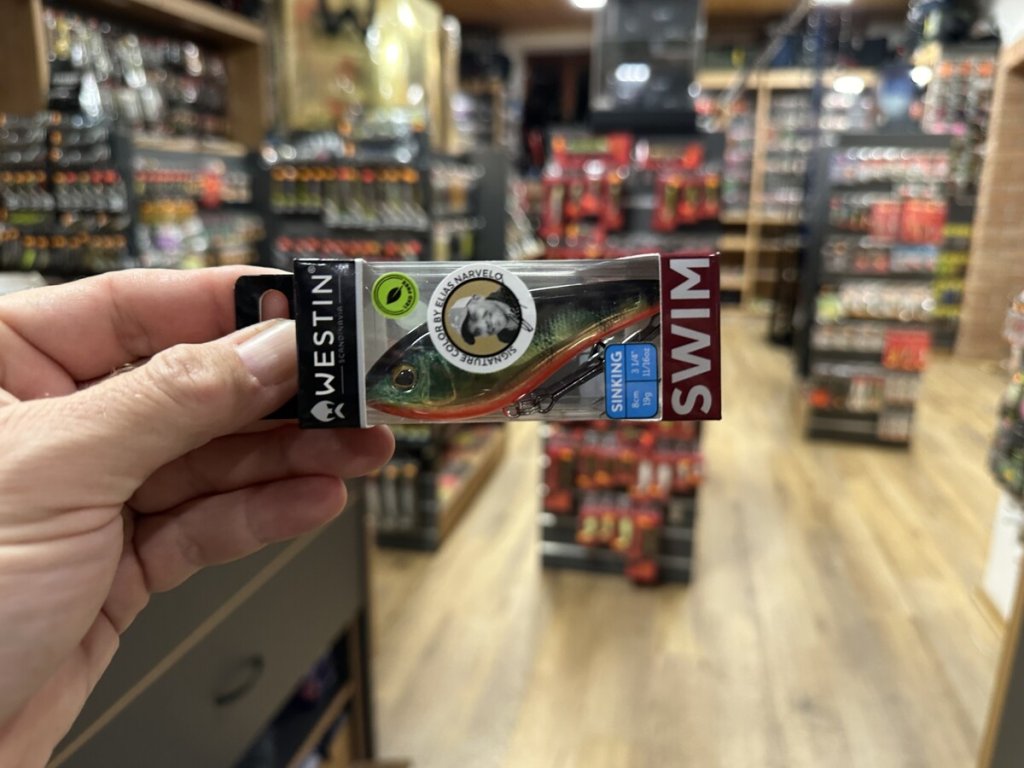 WESTIN®
SCANDINAVIA
SIGNATURE COLOR BY ELIAS NARVELO
SINKING
8cm 3 1/4"
19g 11/16oz
SWIM